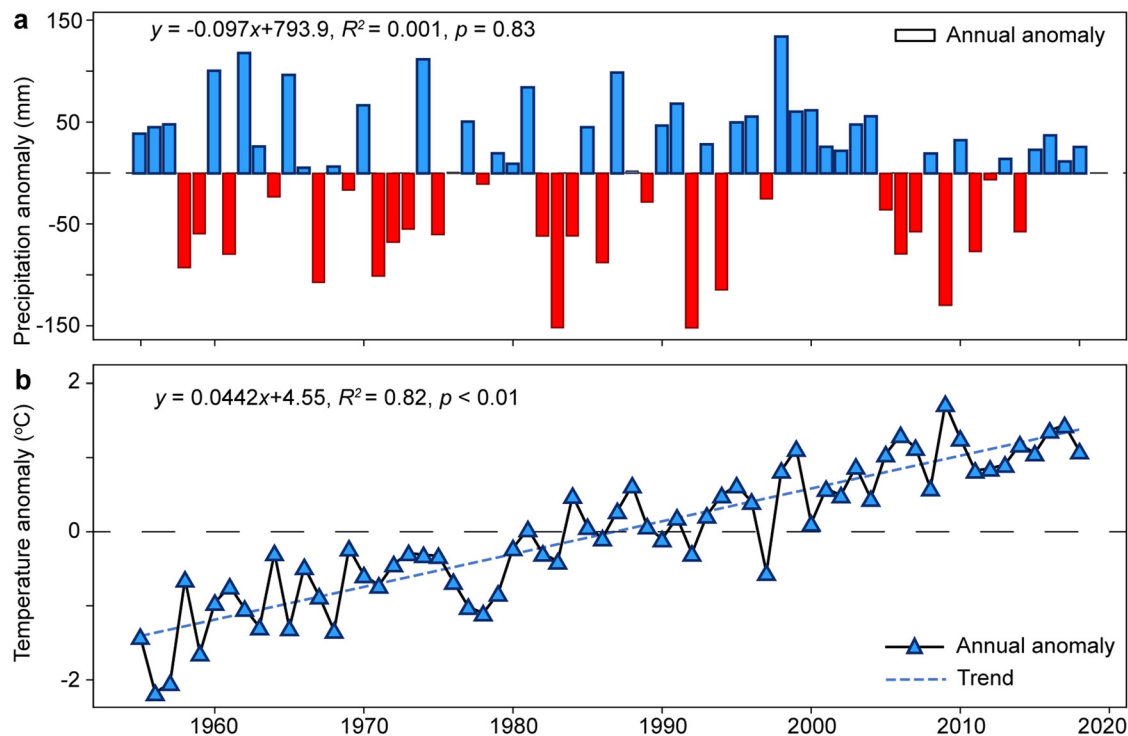 a
y = -0.097x+793.9, R² = 0.001, p = 0.83
Annual anomaly
Precipitation anomaly (mm)
150
50
-50
-150
b
y = 0.0442x+4.55, R² = 0.82, p < 0.01
Temperature anomaly (°C)
2
0
-2
Annual anomaly
Trend
1960 1970 1980 1990 2000 2010 2020